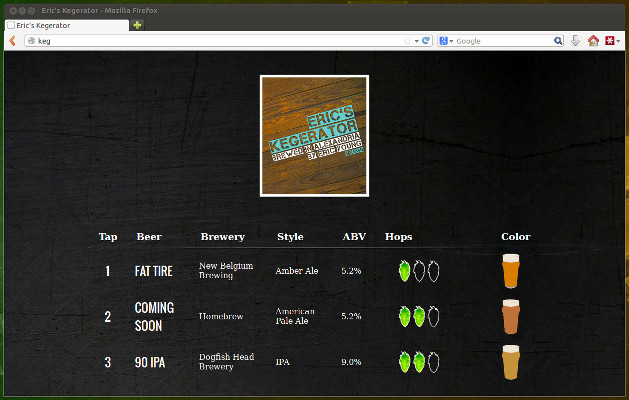 Eric's Kegerator - Mozilla Firefox
Eric's Kegerator
keg
Google
ERIC'S
KEGERATOR
BREWED IN ALEXANDRIA
BY ERIC YOUNG
Tap Beer Brewery Style ABV Hops Color
1 FAT TIRE New Belgium Brewing Amber Ale 5.2%
2 COMING SOON Homebrew American Pale Ale 5.2%
3 90 IPA Dogfish Head Brewery IPA 9.0%